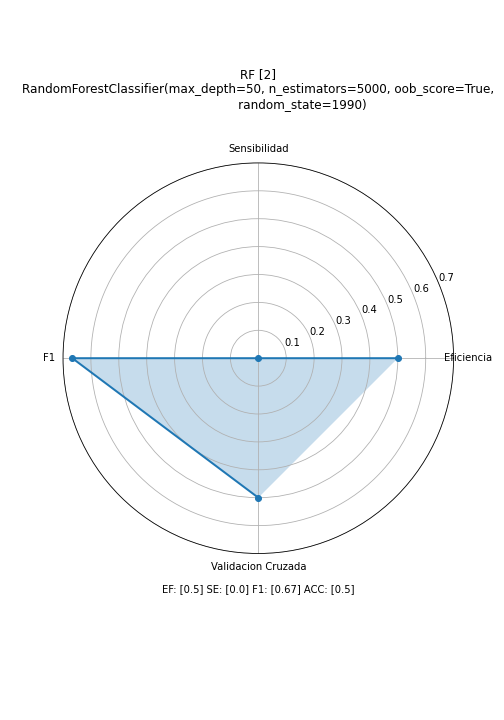 RF [2]
RandomForestClassifier(max_depth=50, n_estimators=5000, oob_score=True,
random_state=1990)
Sensibilidad
0.7
0.6
0.5
0.4
0.3
0.2
0.1
F1
Eficiencia
Validacion Cruzada
EF: [0.5] SE: [0.0] F1: [0.67] ACC: [0.5]